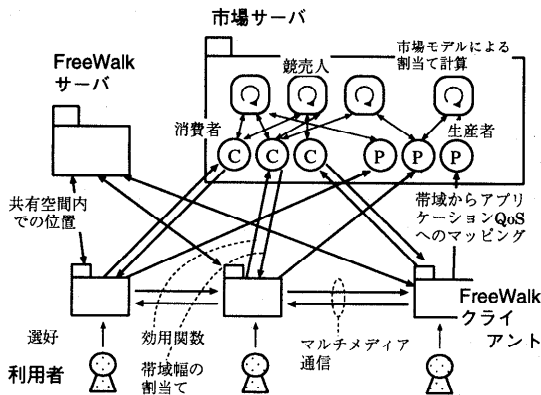 市場サーバ
FreeWalk
サーバ
競売人
市場モデルによる
割当て計算
消費者
生産者
C
C
C
P
P
P
共有空間内
での位置
帯域からアプリ
ケーションQoS
へのマッピング
選好
効用関数
帯域幅の
割当て
マルチメディア
通信
FreeWalk
クライ
アント
利用者